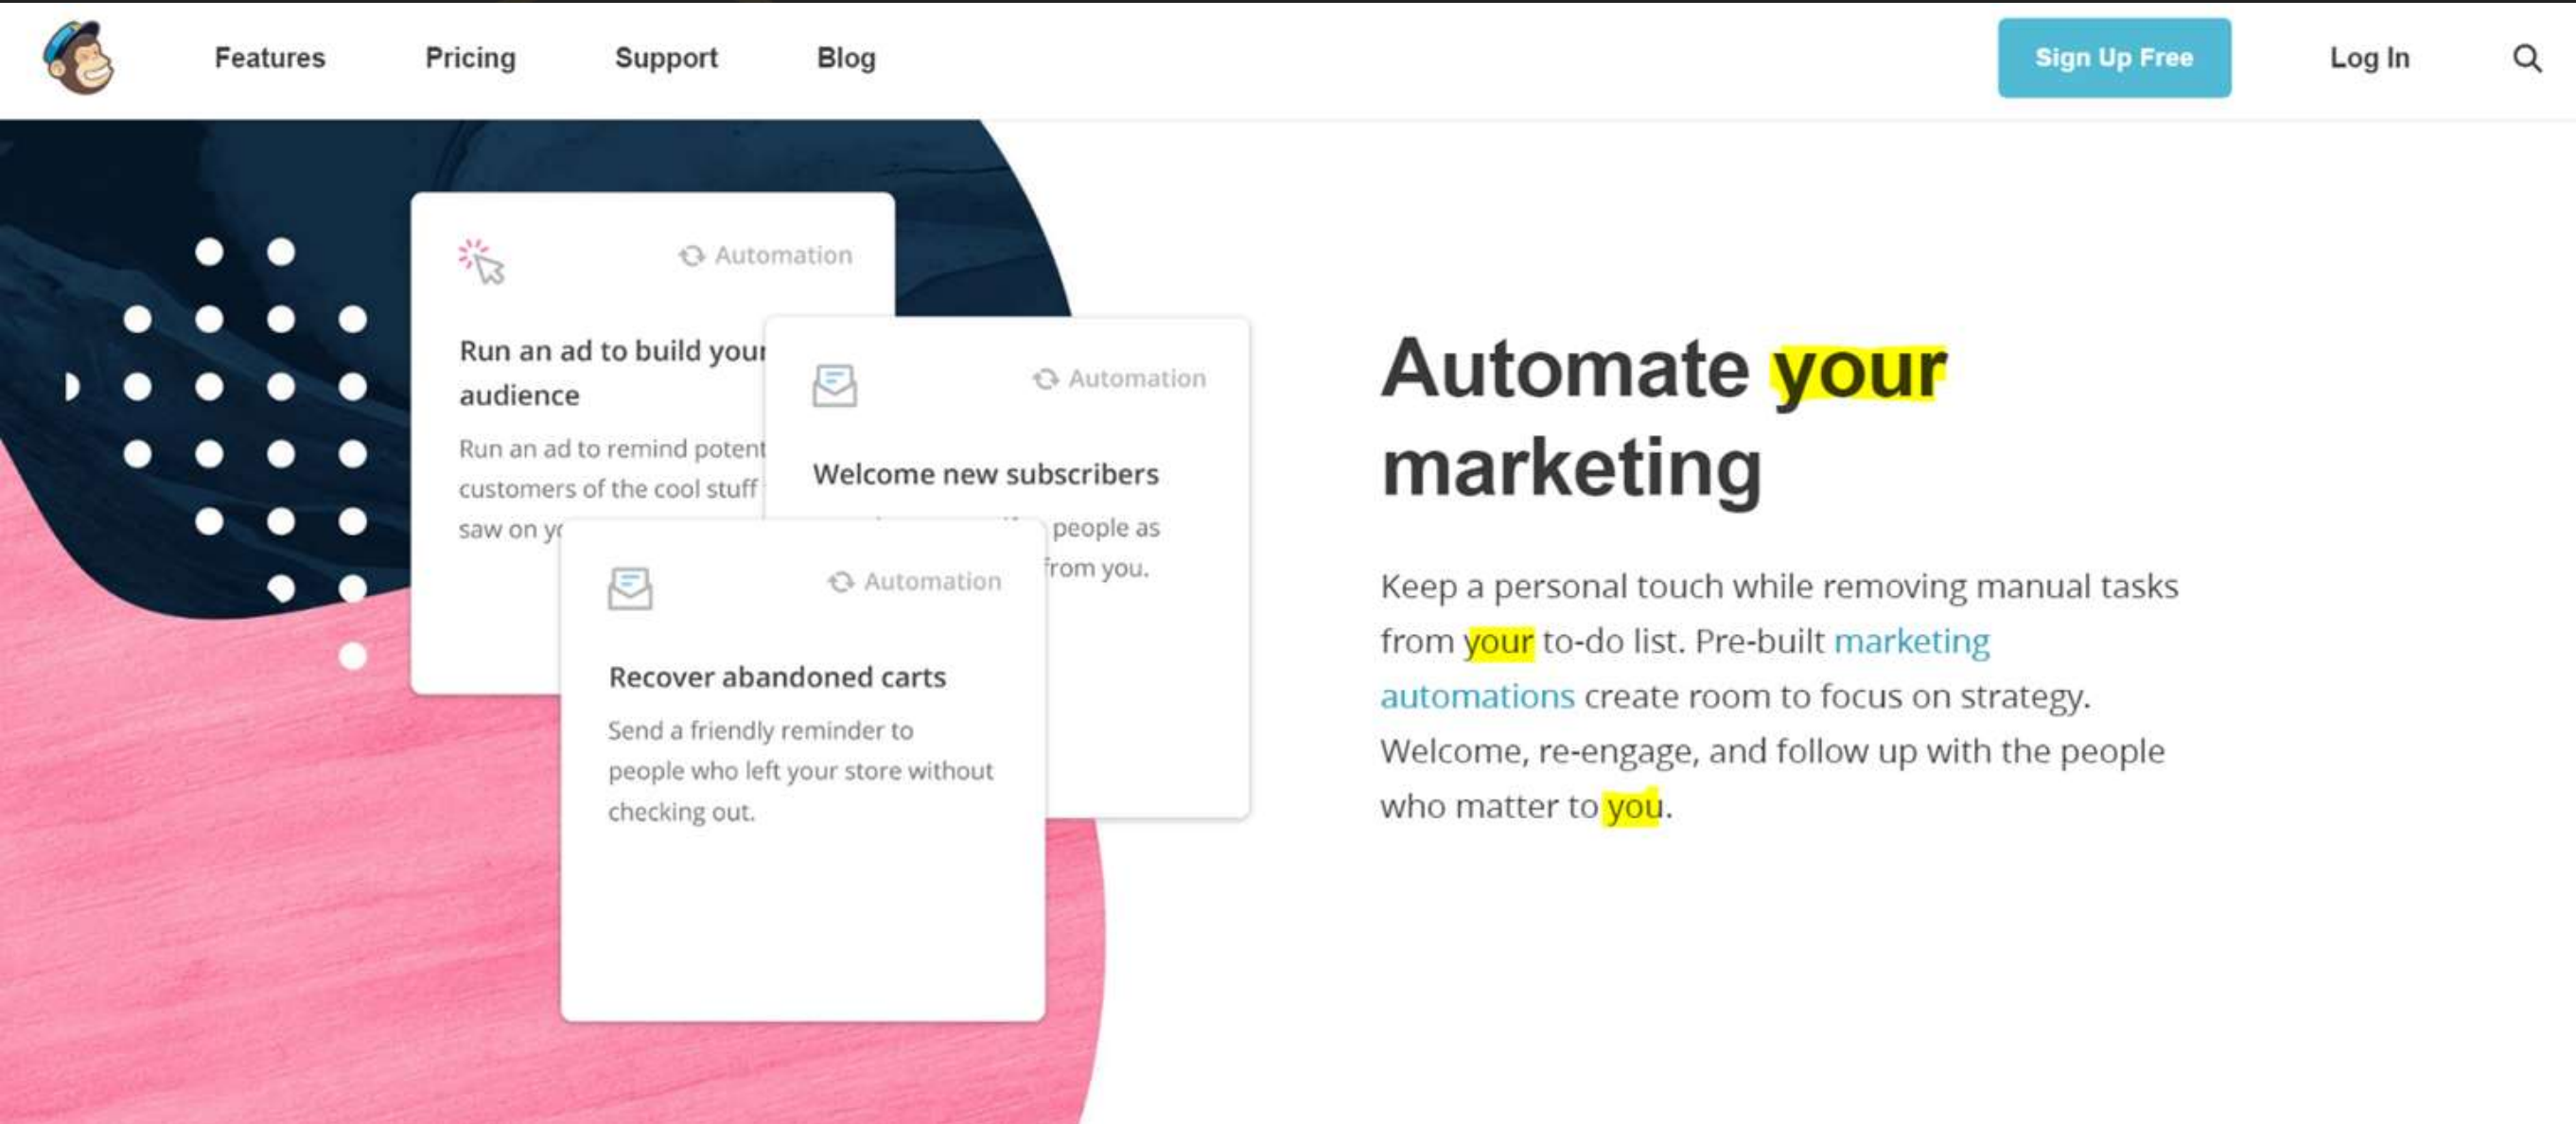 Features
Pricing
Support
Blog
Sign Up Free
Log In
Automation
Run an ad to build your
audience
Run an ad to remind
customers of the cool stuff
saw on
Automation
Welcome new subscribers
people as
from you.
Automation
Recover abandoned carts
Send a friendly reminder to
people who left your store without
checking out.
Automate your
marketing
Keep a personal touch while removing manual tasks
from your to-do list. Pre-built marketing
automations create room to focus on strategy.
Welcome, re-engage, and follow up with the people
who matter to you.